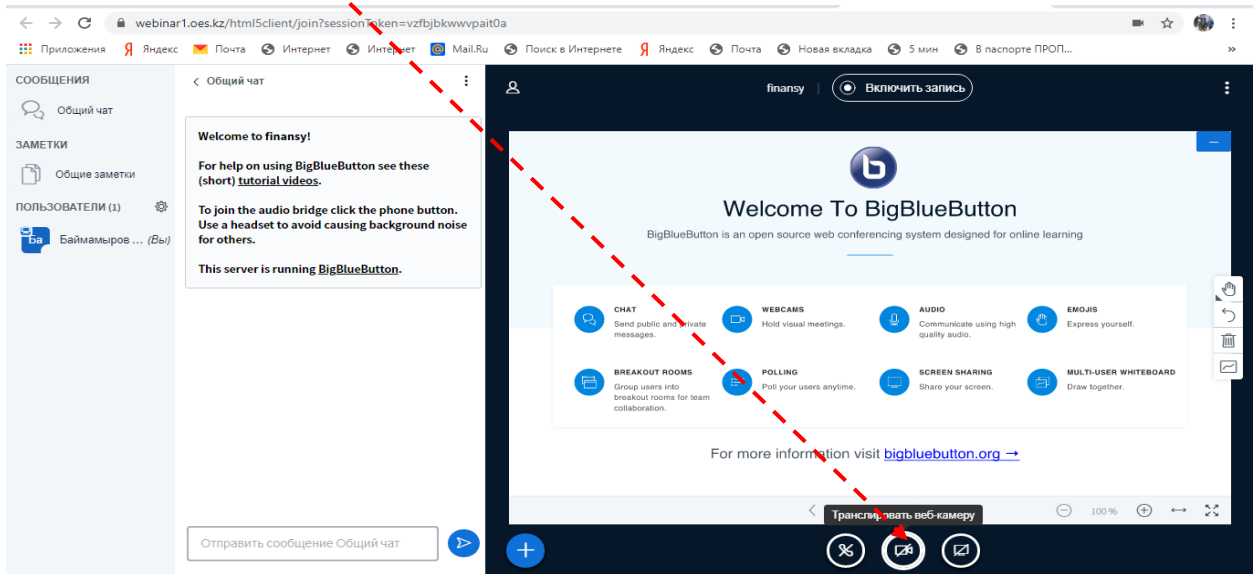 webinar1.oes.kz/html5client/join?sessionToken=vzfbjbkwwvpait0a
Приложения Яндекс Почта Интернет Интернет Mail.Ru Поиск в Интернете Яндекс Почта Новая вкладка 5 мин В паспорте ПРОП... »
СООБЩЕНИЯ
Общий чат
ЗАМЕТКИ
Общие заметки
ПОЛЬЗОВАТЕЛИ (1)
Ба Баймамыров ... (Вы)
Общий чат
Welcome to finansy!
For help on using BigBlueButton see these
(short) tutorial videos.
To join the audio bridge click the phone button.
Use a headset to avoid causing background noise
for others.
This server is running BigBlueButton.
Отправить сообщение Общий чат
finansy | Включить запись
Welcome To BigBlueButton
BigBlueButton is an open source web conferencing system designed for online learning
CHAT
Send public and private
messages.
WEBCAMS
Hold visual meetings.
AUDIO
Communicate using high
quality audio.
EMOJIS
Express yourself.
BREAKOUT ROOMS
Group users into
breakout rooms for team
collaboration.
POLLING
Poll your users anytime.
SCREEN SHARING
Share your screen.
MULTI-USER WHITEBOARD
Draw together.
For more information visit bigbluebutton.org →
100 %
Транслировать веб-камеру